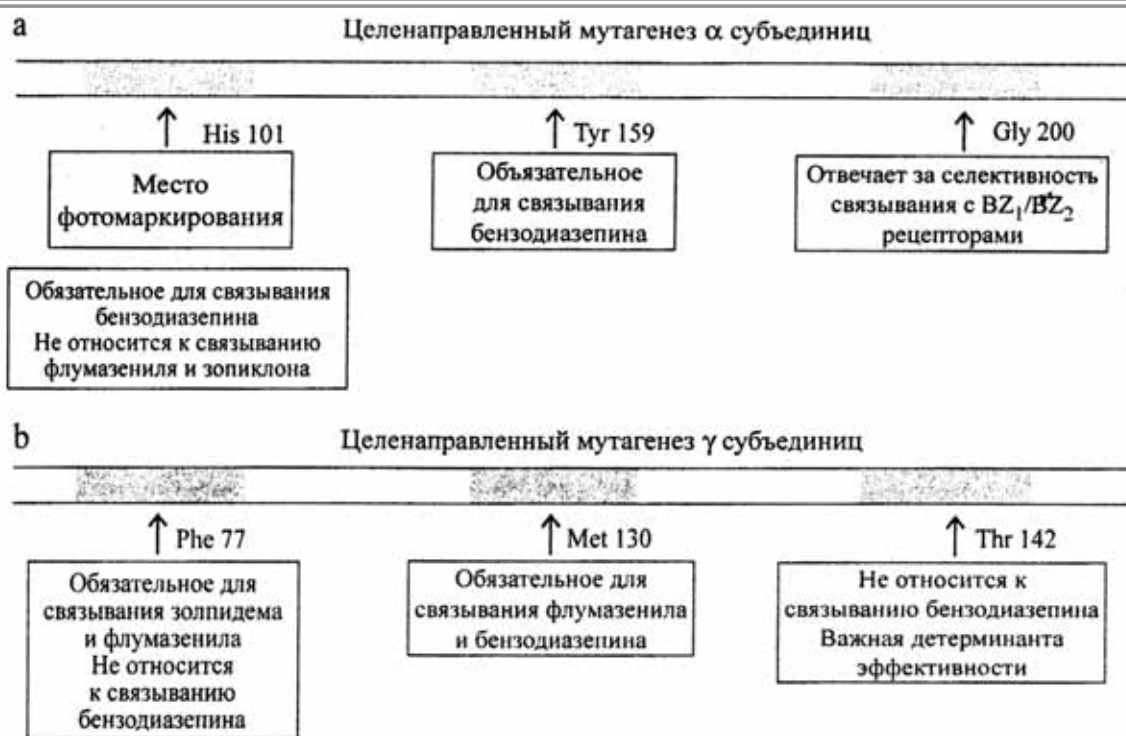 a
Целенаправленный мутагенез α субъединиц
His 101
Tyr 159
Gly 200
Место
фотомаркирования
Обязательное для связывания
бензодиазепина
Не относится к связыванию
флумазениля и зопиклона
Объязательное
для связывания
бензодиазепина
Отвечает за селективность
связывания с BZ₁/BZ₂
рецепторами
b
Целенаправленный мутагенез γ субъединиц
Phe 77
Met 130
Thr 142
Обязательное для
связывания золпидема
и флумазенила
Не относится
к связыванию
бензодиазепина
Обязательное для
связывания флумазенила
и бензодиазепина
Не относится к
связыванию бензодиазепина
Важная детерминанта
эффективности